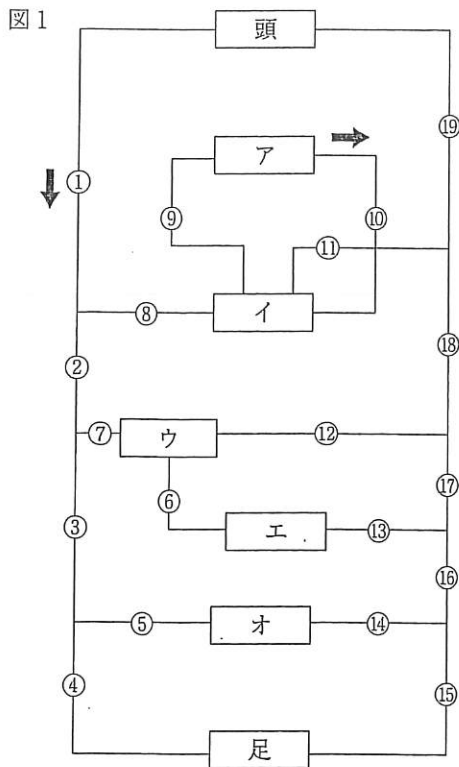 図1
頭
⑲
ア
①
⑨
⑩
⑪
⑧
イ
⑱
②
⑦
ウ
⑫
⑥
⑰
③
エ
⑬
⑯
⑤
オ
⑭
④
⑮
足